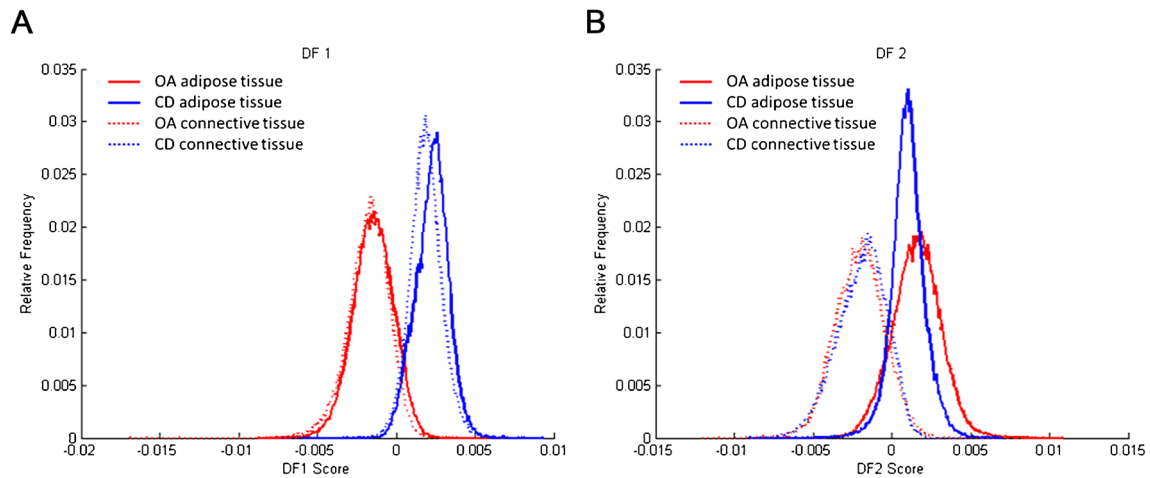 A
DF 1
0.035
0.03
0.025
0.02
0.015
0.01
0.005
0
OA adipose tissue
CD adipose tissue
OA connective tissue
CD connective tissue
Relative Frequency
-0.02
-0.015
-0.01
-0.005
0
0.005
0.01
DF1 Score
B
DF 2
0.035
0.03
0.025
0.02
0.015
0.01
0.005
0
OA adipose tissue
CD adipose tissue
OA connective tissue
CD connective tissue
Relative Frequency
-0.015
-0.01
-0.005
0
0.005
0.01
0.015
DF2 Score